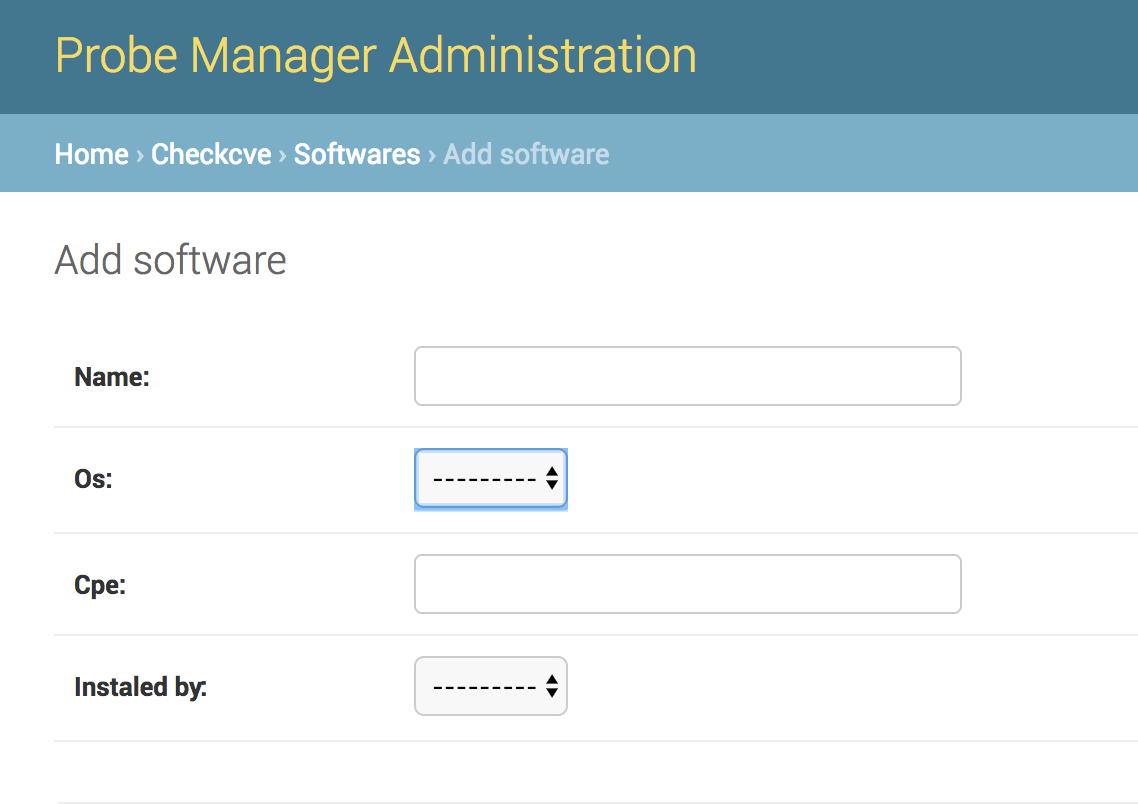 Probe Manager Administration
Home › Checkcve › Softwares › Add software
Add software
Name:
Os: ---------
Cpe:
Instaled by: ---------